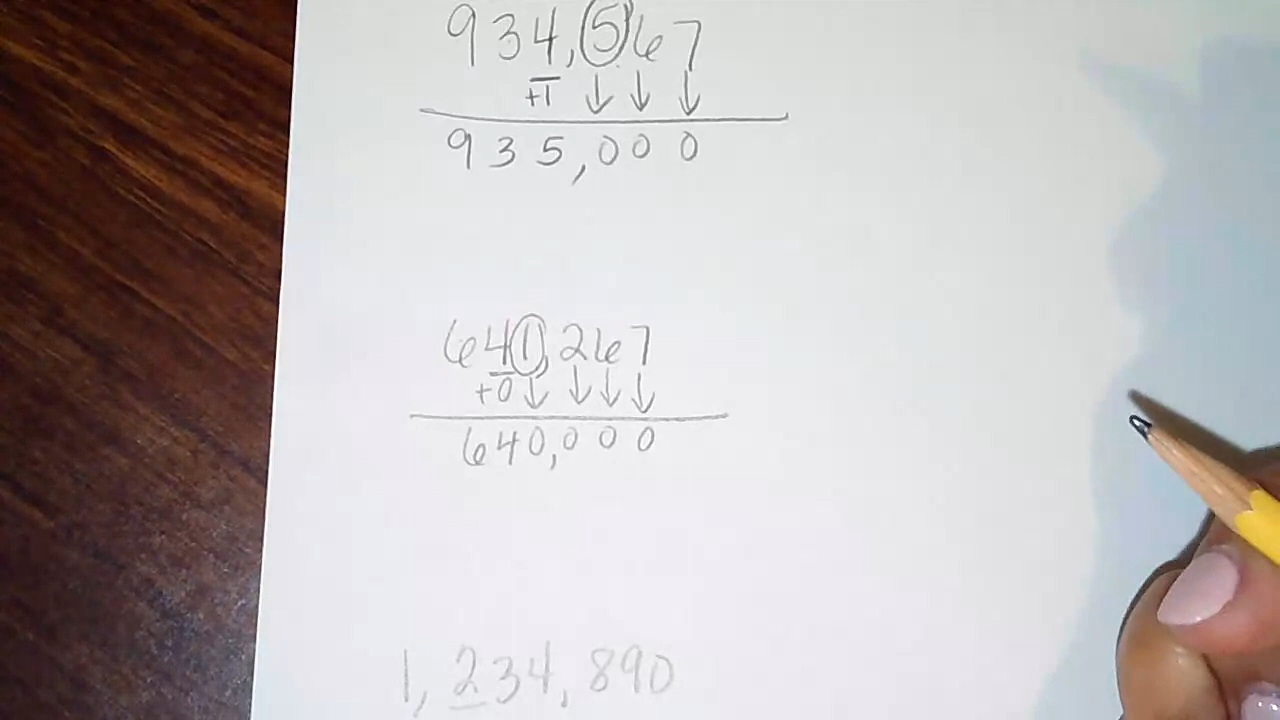 934,567
+1 ↓ ↓ ↓
935,000
641,267
+0 ↓ ↓ ↓ ↓
640,000
1,234,890